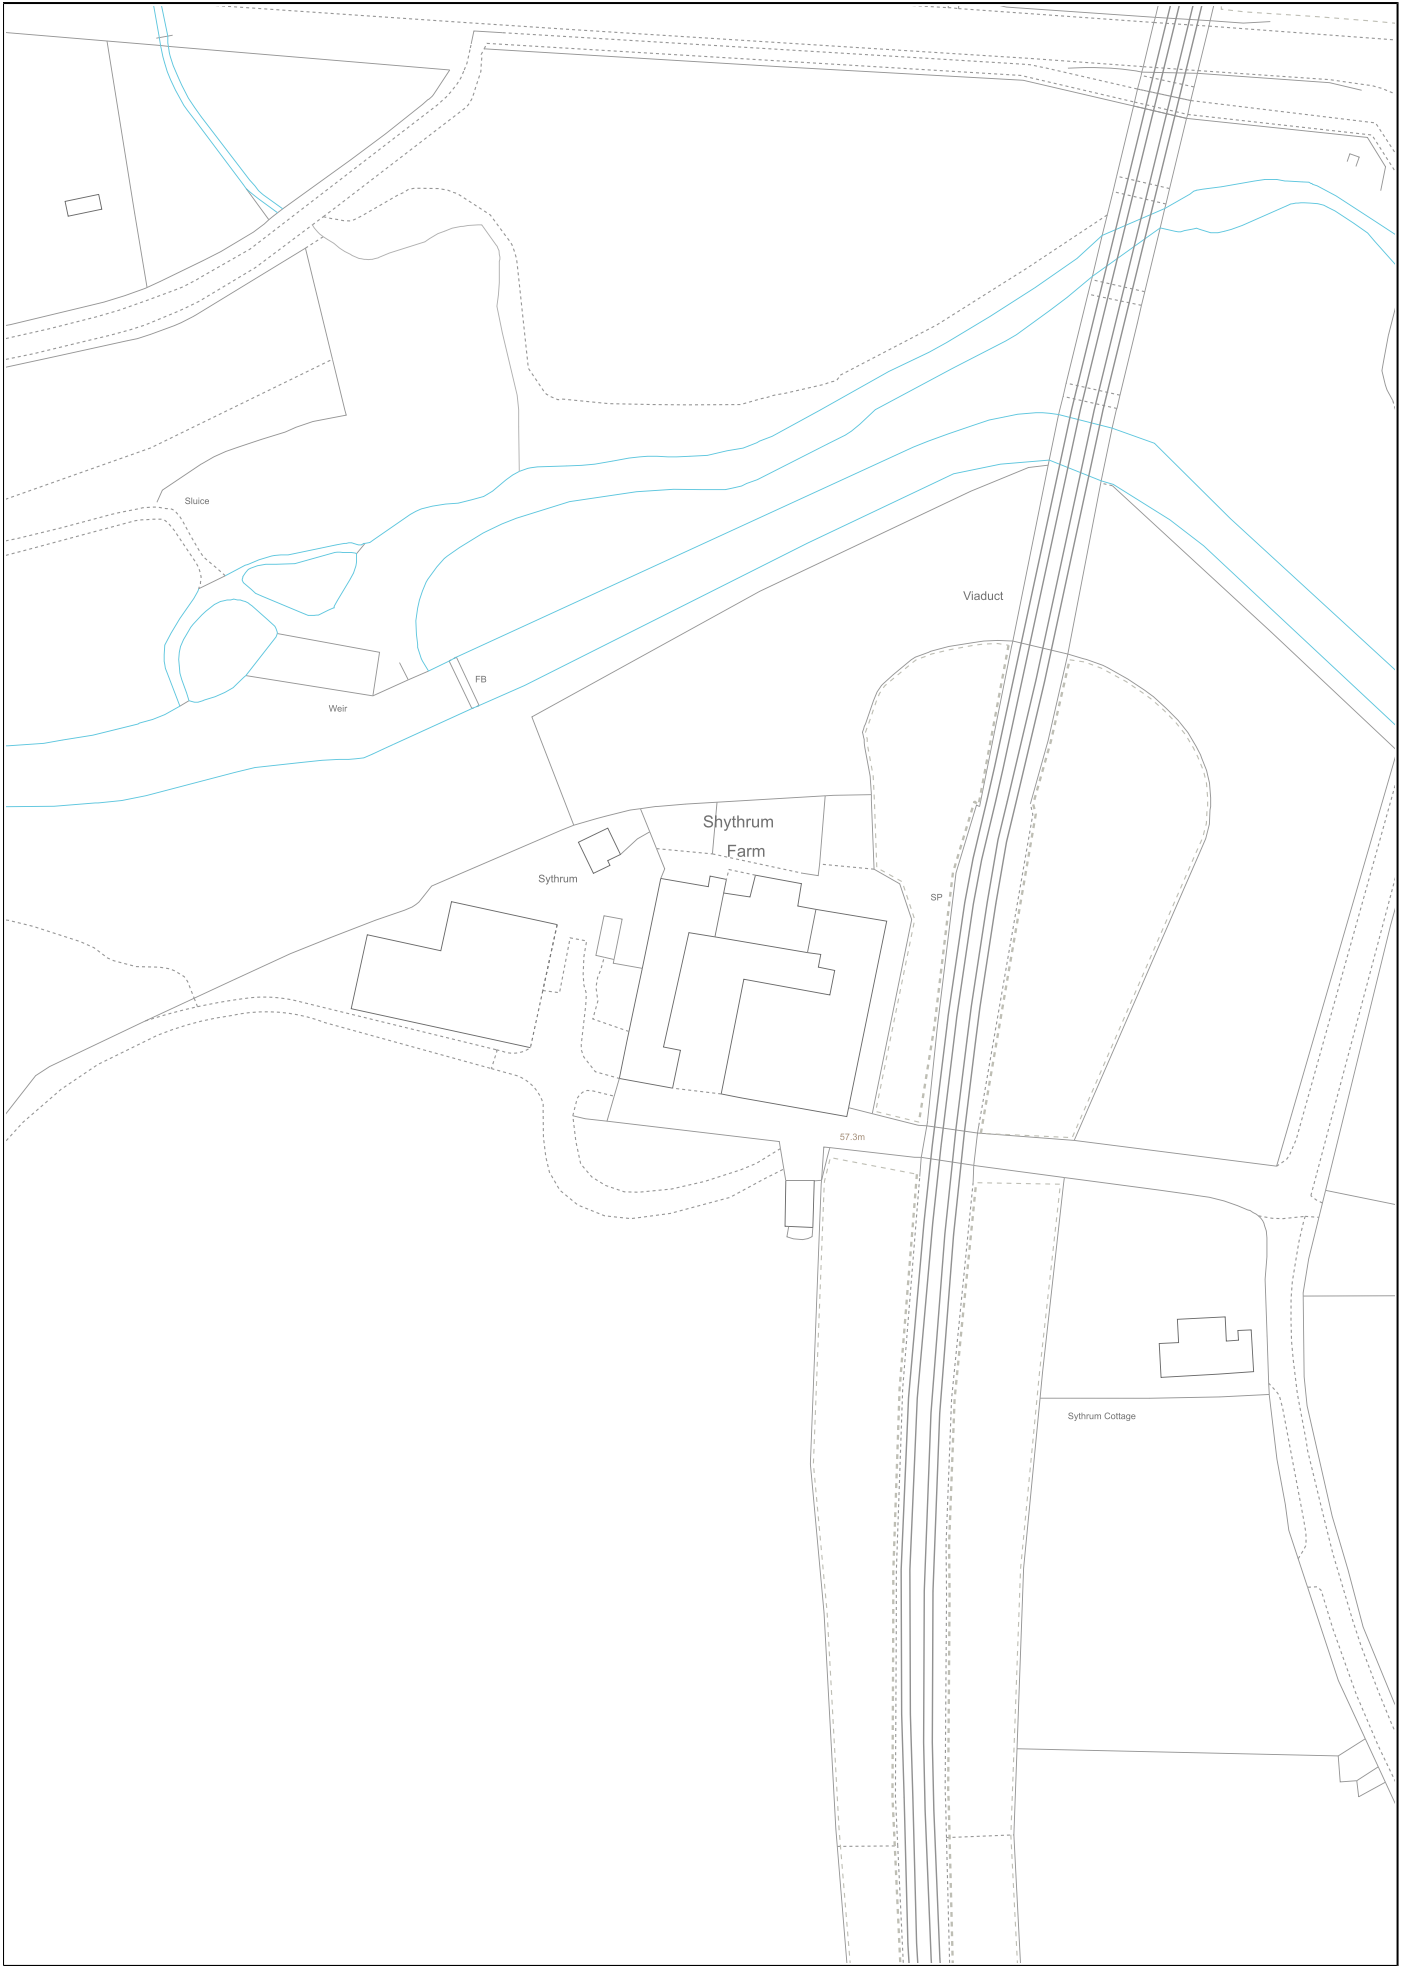 Sluice
Viaduct
FB
Weir
Shythrum
Farm
Sythrum
SP
57.3m
Sythrum Cottage